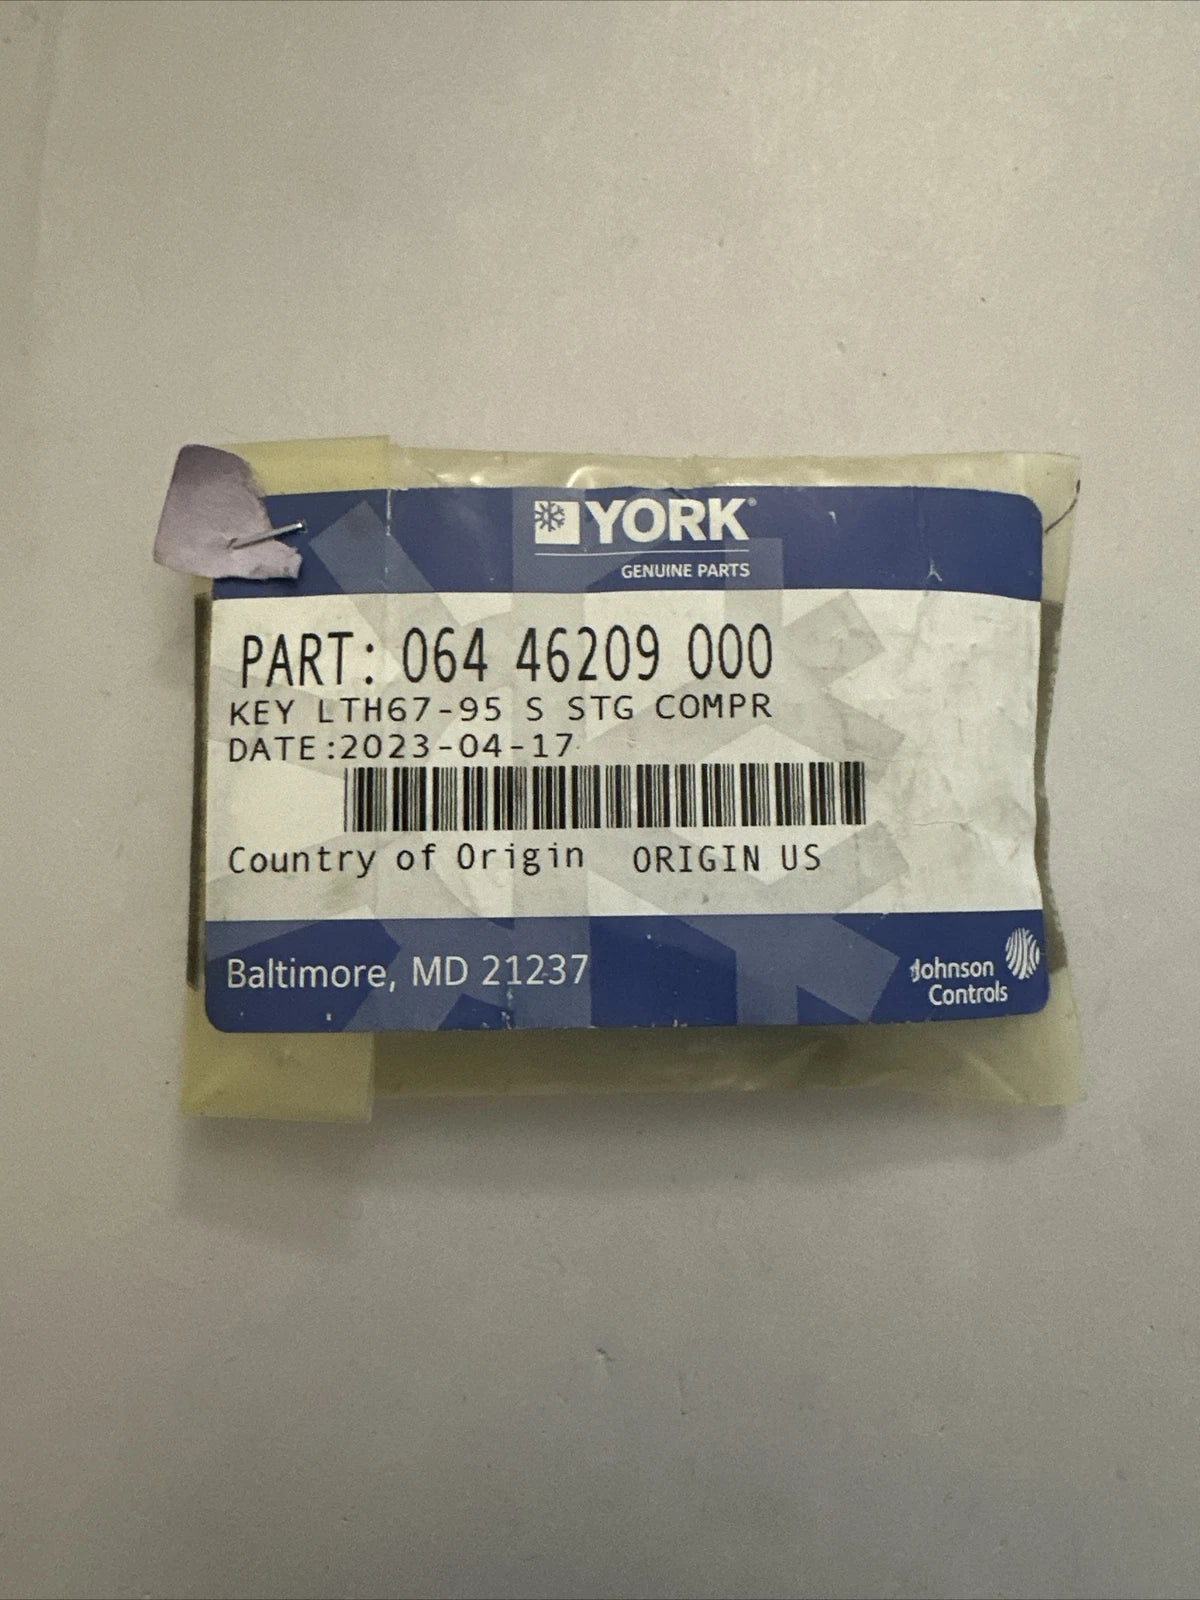 YORK®
GENUINE PARTS
PART: 064 46209 000
KEY LTH67-95 S STG COMPR
DATE:2023-04-17
Country of Origin ORIGIN US
Baltimore, MD 21237
Johnson
Controls